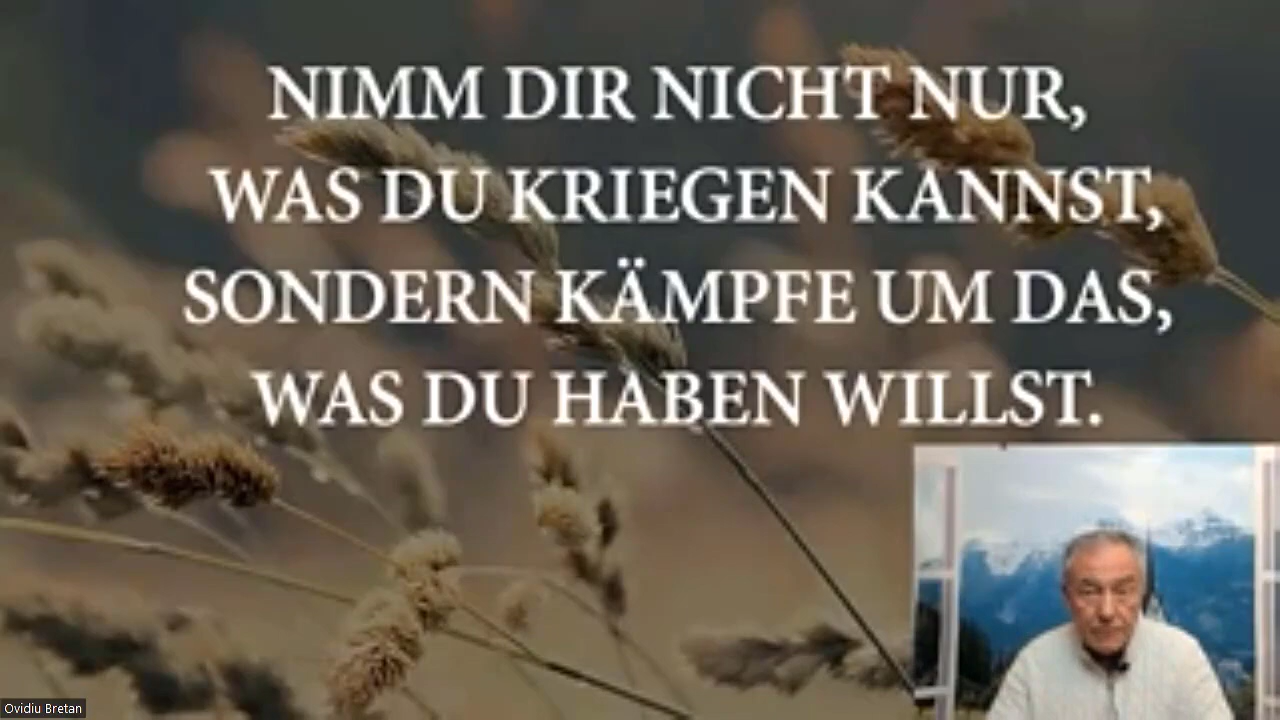 NIMM DIR NICHT NUR,
WAS DU KRIEGEN KANNST,
SONDERN KÄMPFE UM DAS,
WAS DU HABEN WILLST.
Ovidiu Bretan